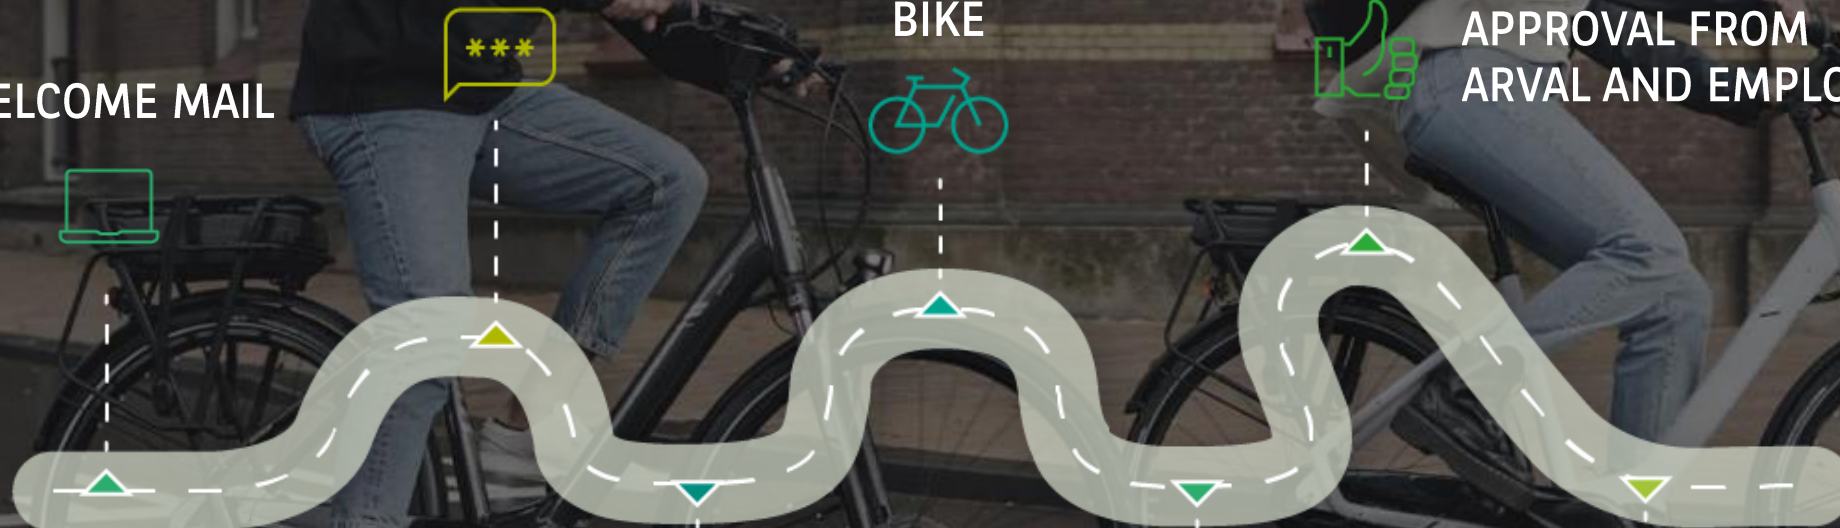 ELCOME MAIL
***
BIKE
APPROVAL FROM
ARVAL AND EMPLO